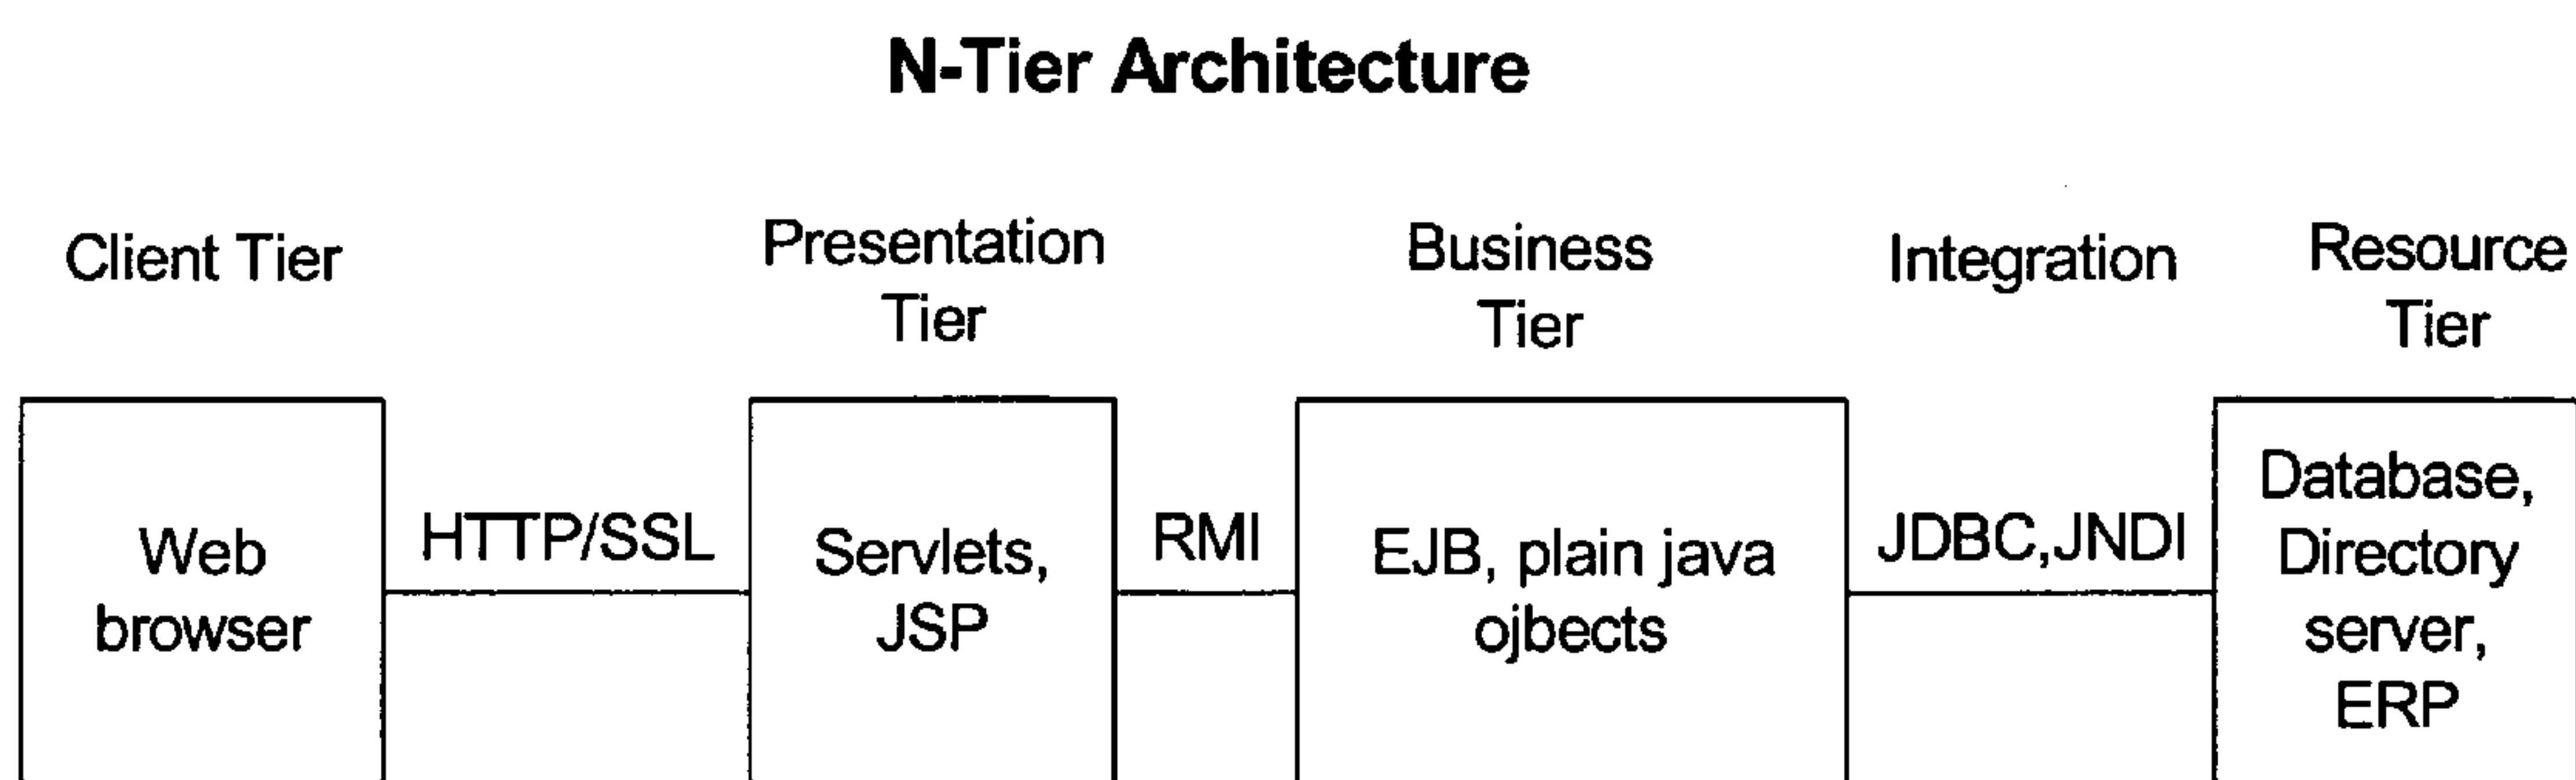 N-Tier Architecture
Client Tier
Presentation
Tier
Business
Tier
Integration
Resource
Tier
Web
browser
HTTP/SSL
Servlets,
JSP
RMI
EJB, plain java
ojbects
JDBC,JNDI
Database,
Directory
server,
ERP